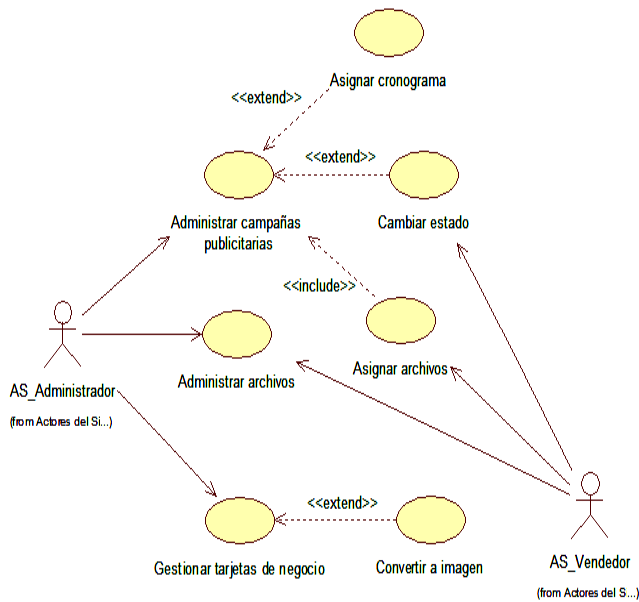 Asignar cronograma
<<extend>>
<<extend>>
Administrar campañas
publicitarias
Cambiar estado
<<include>>
Administrar archivos
Asignar archivos
AS_Administrador
(from Actores del Si...)
<<extend>>
Gestionar tarjetas de negocio
Convertir a imagen
AS_Vendedor
(from Actores del S...)